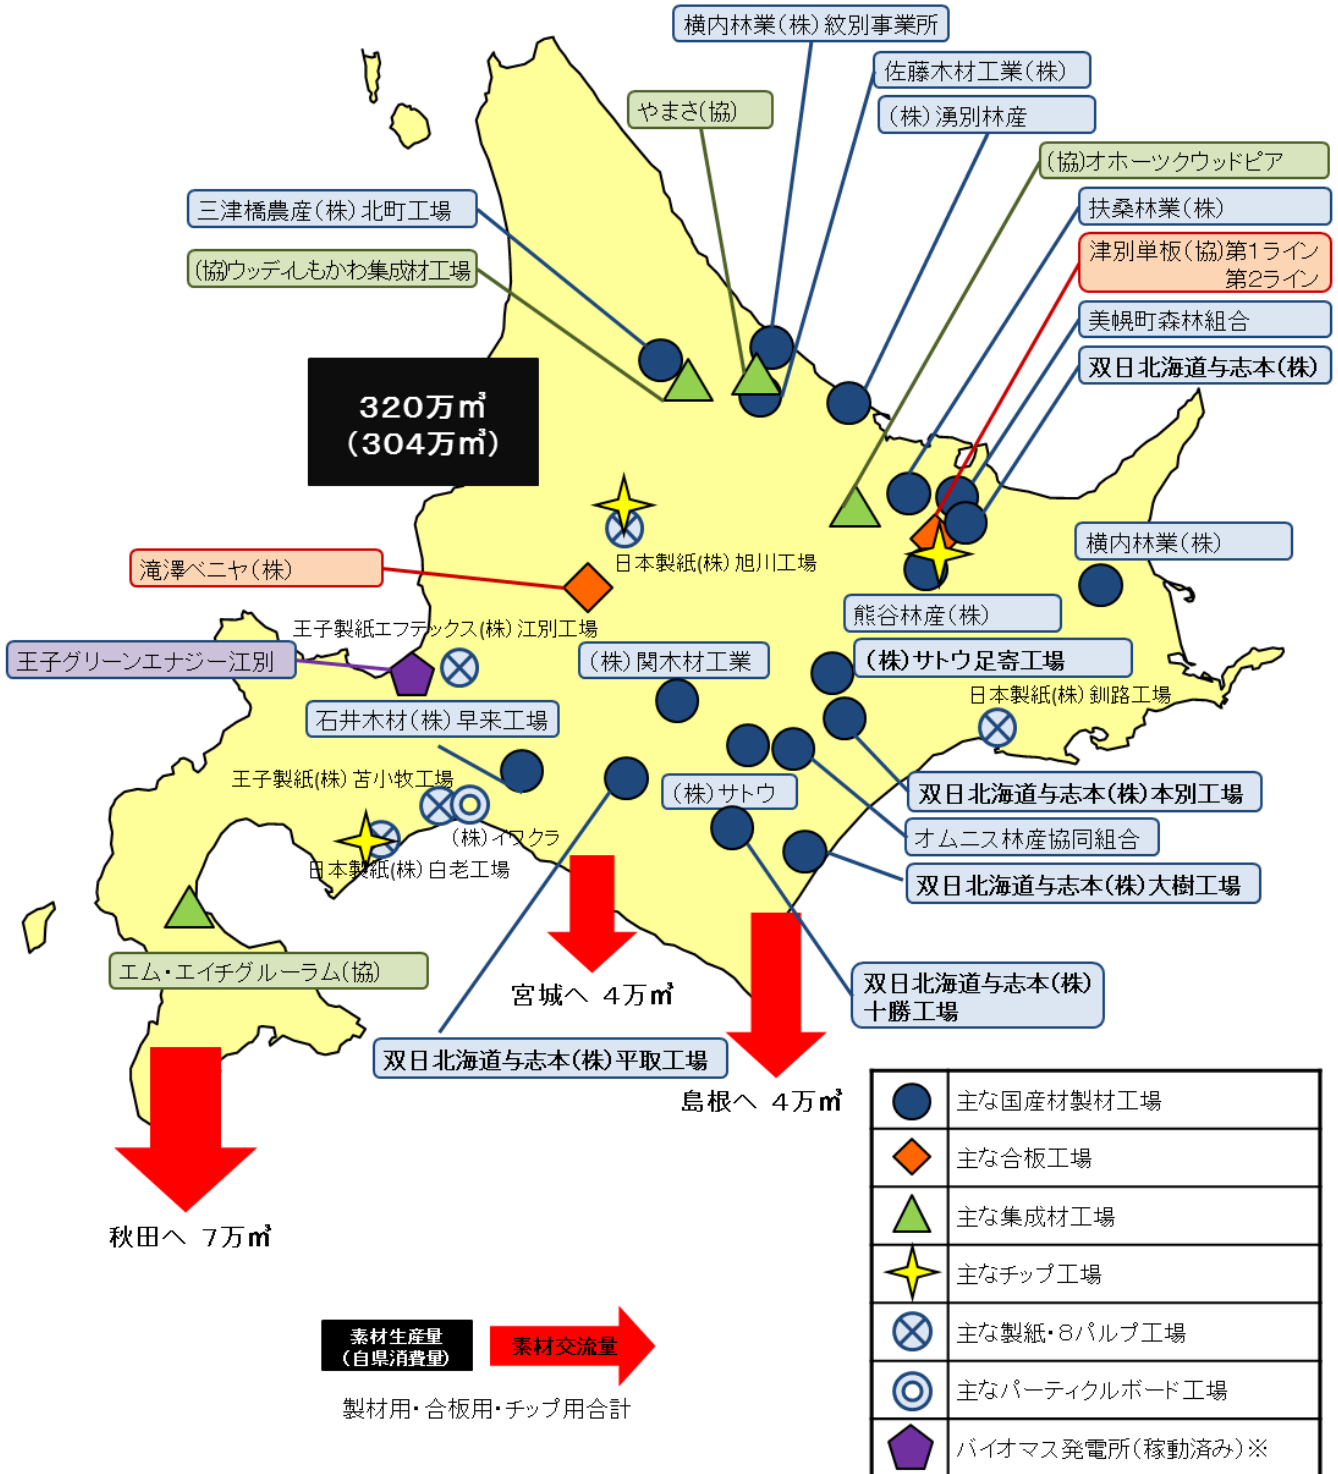 横内林業(株)紋別事業所
佐藤木材工業(株)
やまさ(協)
(株)湧別林産
(協)オホーツクウッドピア
三津橋農産(株)北町工場
扶桑林業(株)
津別単板(協)第1ライン
第2ライン
(協)ウッディしもかわ集成材工場
美幌町森林組合
双日北海道与志本(株)
320万㎥
(304万㎥)
横内林業(株)
日本製紙(株) 旭川工場
滝澤ベニヤ(株)
熊谷林産(株)
王子製紙エフテックス(株) 江別工場
王子グリーンエナジー江別
(株)関木材工業
(株)サトウ足寄工場
日本製紙(株) 釧路工場
石井木材(株)早来工場
王子製紙(株) 苫小牧工場
(株)サトウ
双日北海道与志本(株)本別工場
(株)イワクラ
オムニス林産協同組合
日本製紙(株) 白老工場
双日北海道与志本(株)大樹工場
エム・エイチグルーラム(協)
宮城へ 4万㎥
双日北海道与志本(株)
十勝工場
双日北海道与志本(株)平取工場
島根へ 4万㎥
秋田へ 7万㎥
主な国産材製材工場
主な合板工場
主な集成材工場
主なチップ工場
主な製紙・8パルプ工場
主なパーティクルボード工場
バイオマス発電所(稼動済み)※
素材生産量
(自県消費量)
素材交流量
製材用・合板用・チップ用合計